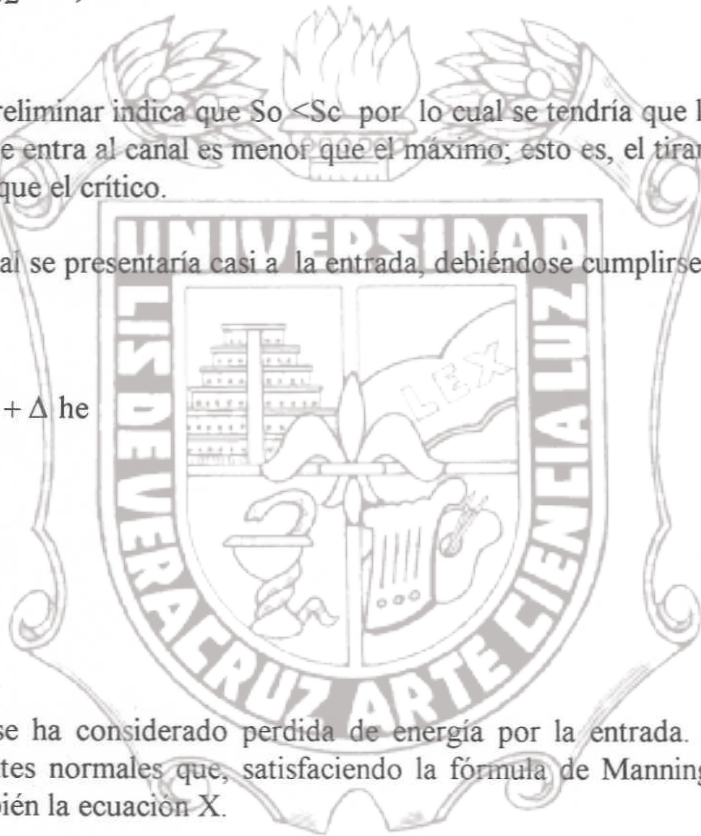 reliminar indica que So <Sc por lo cual se tendría que
e entra al canal es menor que el máximo; esto es, el tiran
que el crítico.
UNIVERSIDAD
al se presentaría casi a la entrada, debiéndose cumplirse
LIS DE VERACRUZ ARTE CIENCIA LUZ
LEX
+ Δ he
se ha considerado perdida de energía por la entrada.
tes normales que, satisfaciendo la fórmula de Manning
bién la ecuación X.